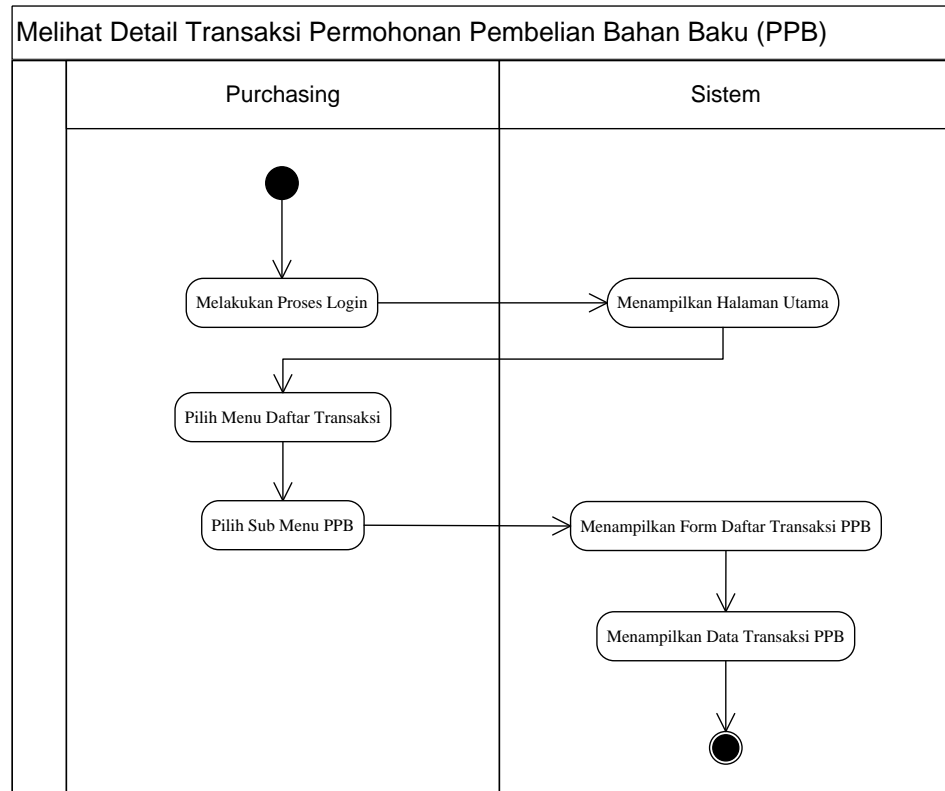 Melihat Detail Transaksi Permohonan Pembelian Bahan Baku (PPB)
Purchasing
Sistem
Melakukan Proses Login
Menampilkan Halaman Utama
Pilih Menu Daftar Transaksi
Pilih Sub Menu PPB
Menampilkan Form Daftar Transaksi PPB
Menampilkan Data Transaksi PPB